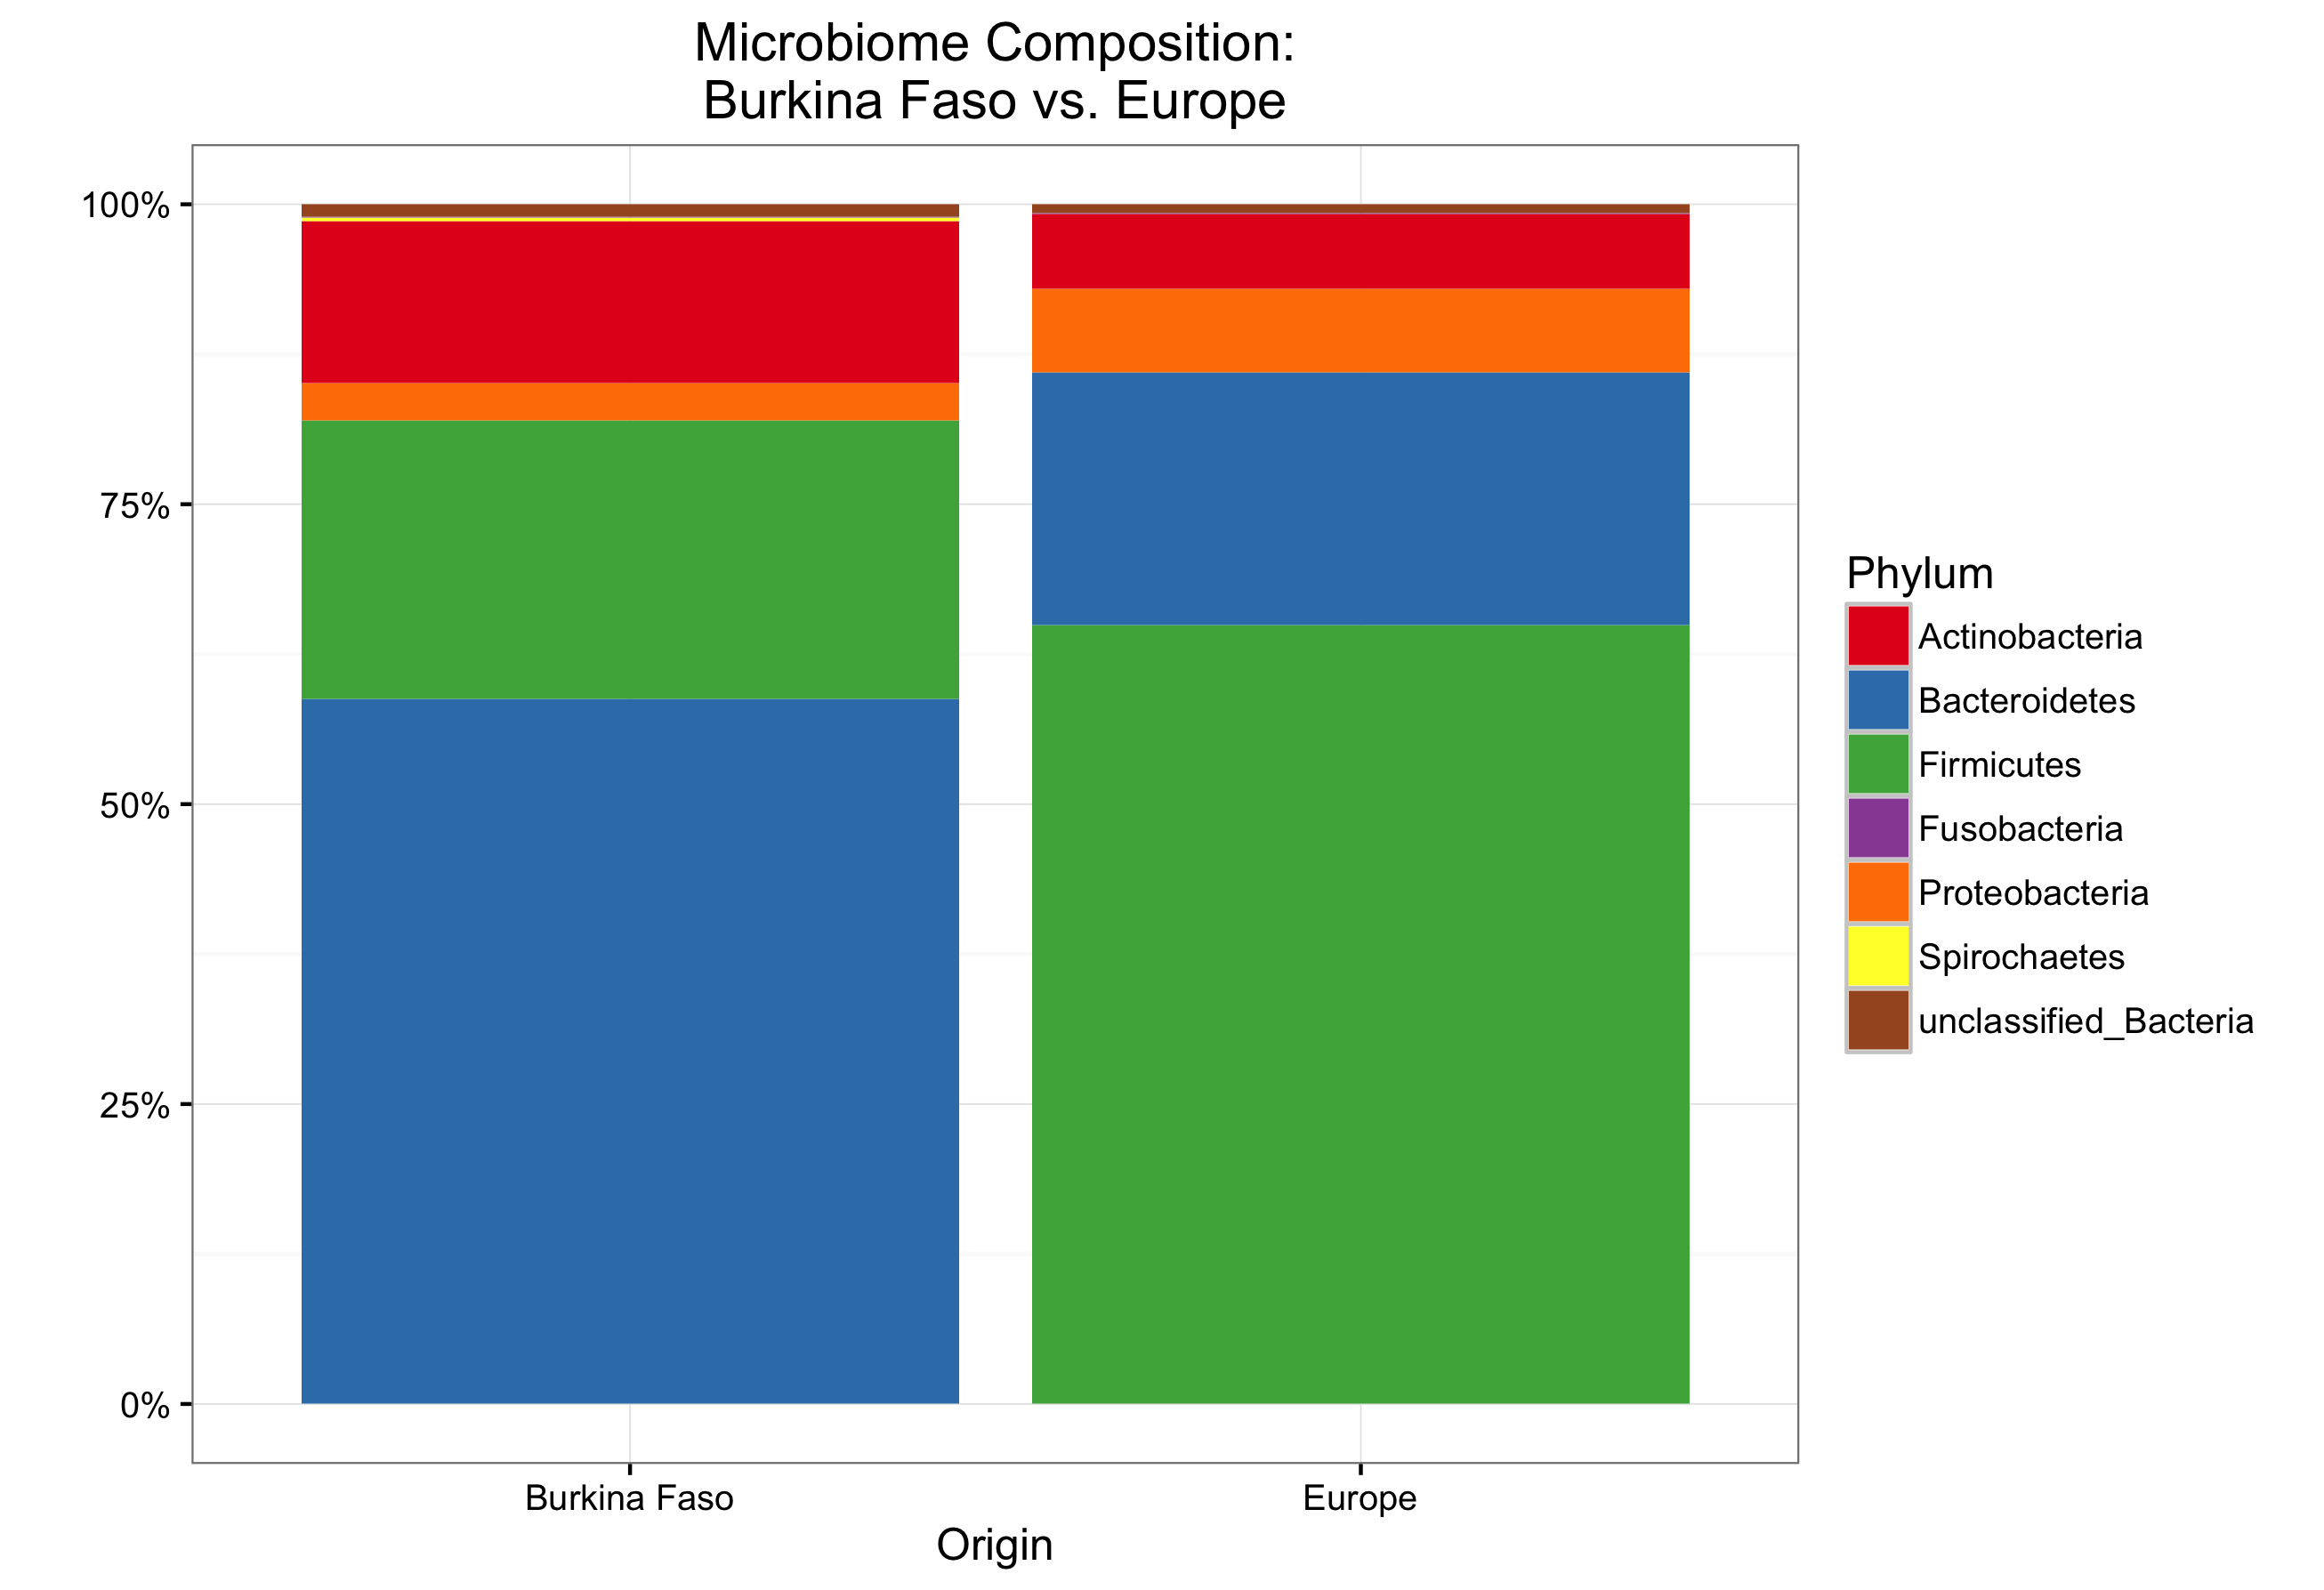 Microbiome Composition:
Burkina Faso vs. Europe
100%
75%
50%
25%
0%
Burkina Faso
Europe
Origin
Phylum
Actinobacteria
Bacteroidetes
Firmicutes
Fusobacteria
Proteobacteria
Spirochaetes
unclassified_Bacteria